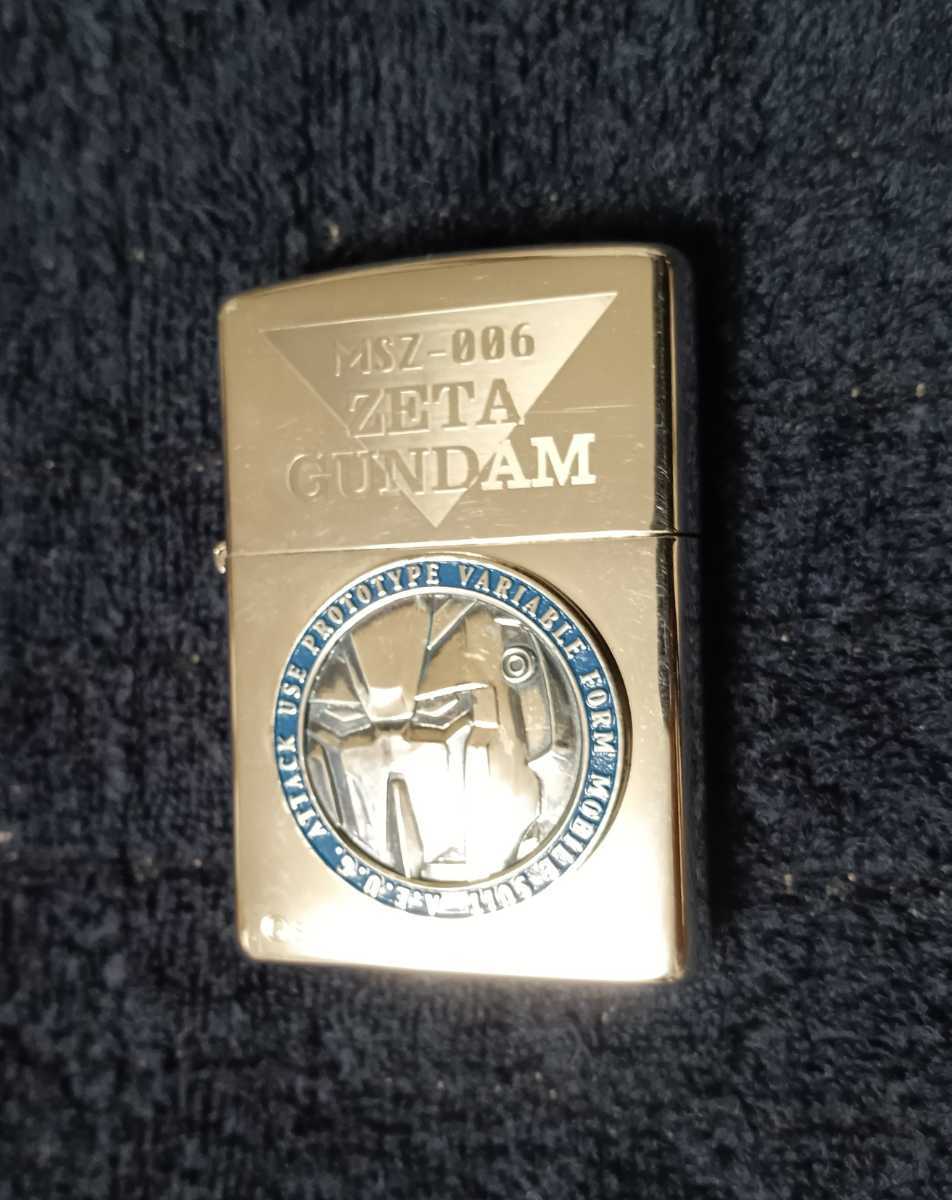 MSZ-006
ZETA
GUNDAM
A.E.U.G. ATTACK USE PROTOTYPE VARIABLE FORM MOBILE SUIT